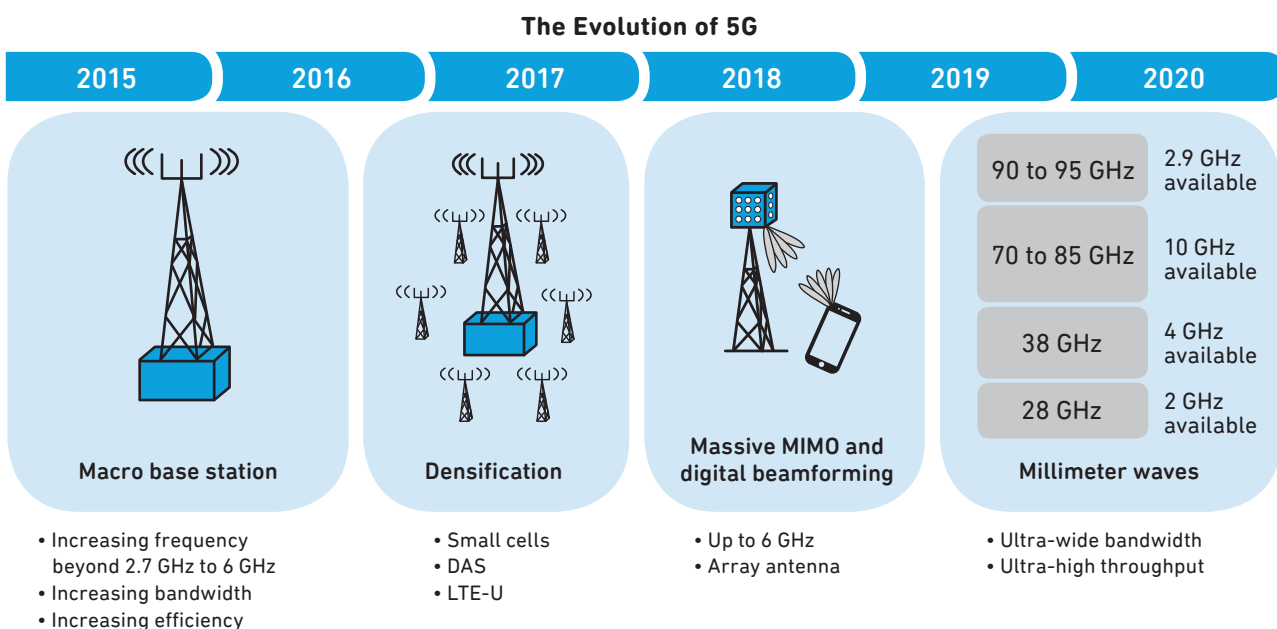 The Evolution of 5G
2015
2016
2017
2018
2019
2020
Macro base station
• Increasing frequency
beyond 2.7 GHz to 6 GHz
• Increasing bandwidth
• Increasing efficiency
Densification
• Small cells
• DAS
• LTE-U
Massive MIMO and
digital beamforming
• Up to 6 GHz
• Array antenna
90 to 95 GHz
2.9 GHz
available
70 to 85 GHz
10 GHz
available
38 GHz
4 GHz
available
28 GHz
2 GHz
available
Millimeter waves
• Ultra-wide bandwidth
• Ultra-high throughput